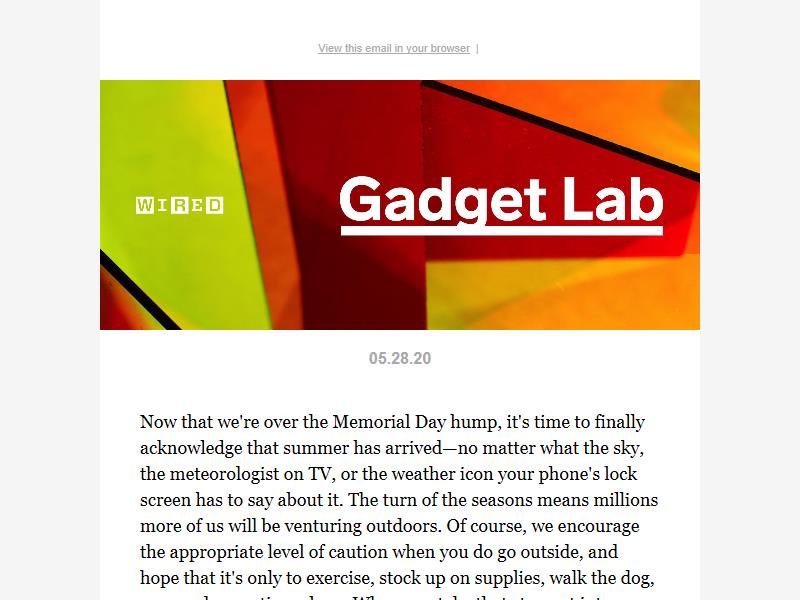 View this email in your browser |
WIRED
Gadget Lab
05.28.20
Now that we're over the Memorial Day hump, it's time to finally
acknowledge that summer has arrived—no matter what the sky,
the meteorologist on TV, or the weather icon your phone's lock
screen has to say about it. The turn of the seasons means millions
more of us will be venturing outdoors. Of course, we encourage
the appropriate level of caution when you do go outside, and
hope that it's only to exercise, stock up on supplies, walk the dog,